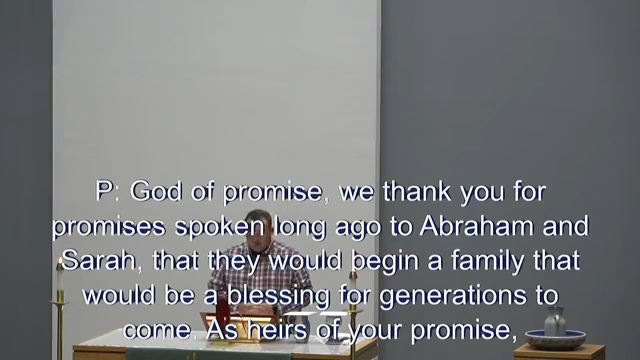 P: God of promise, we thank you for
promises spoken long ago to Abraham and
Sarah, that they would begin a family that
would be a blessing for generations to
come. As heirs of your promise,